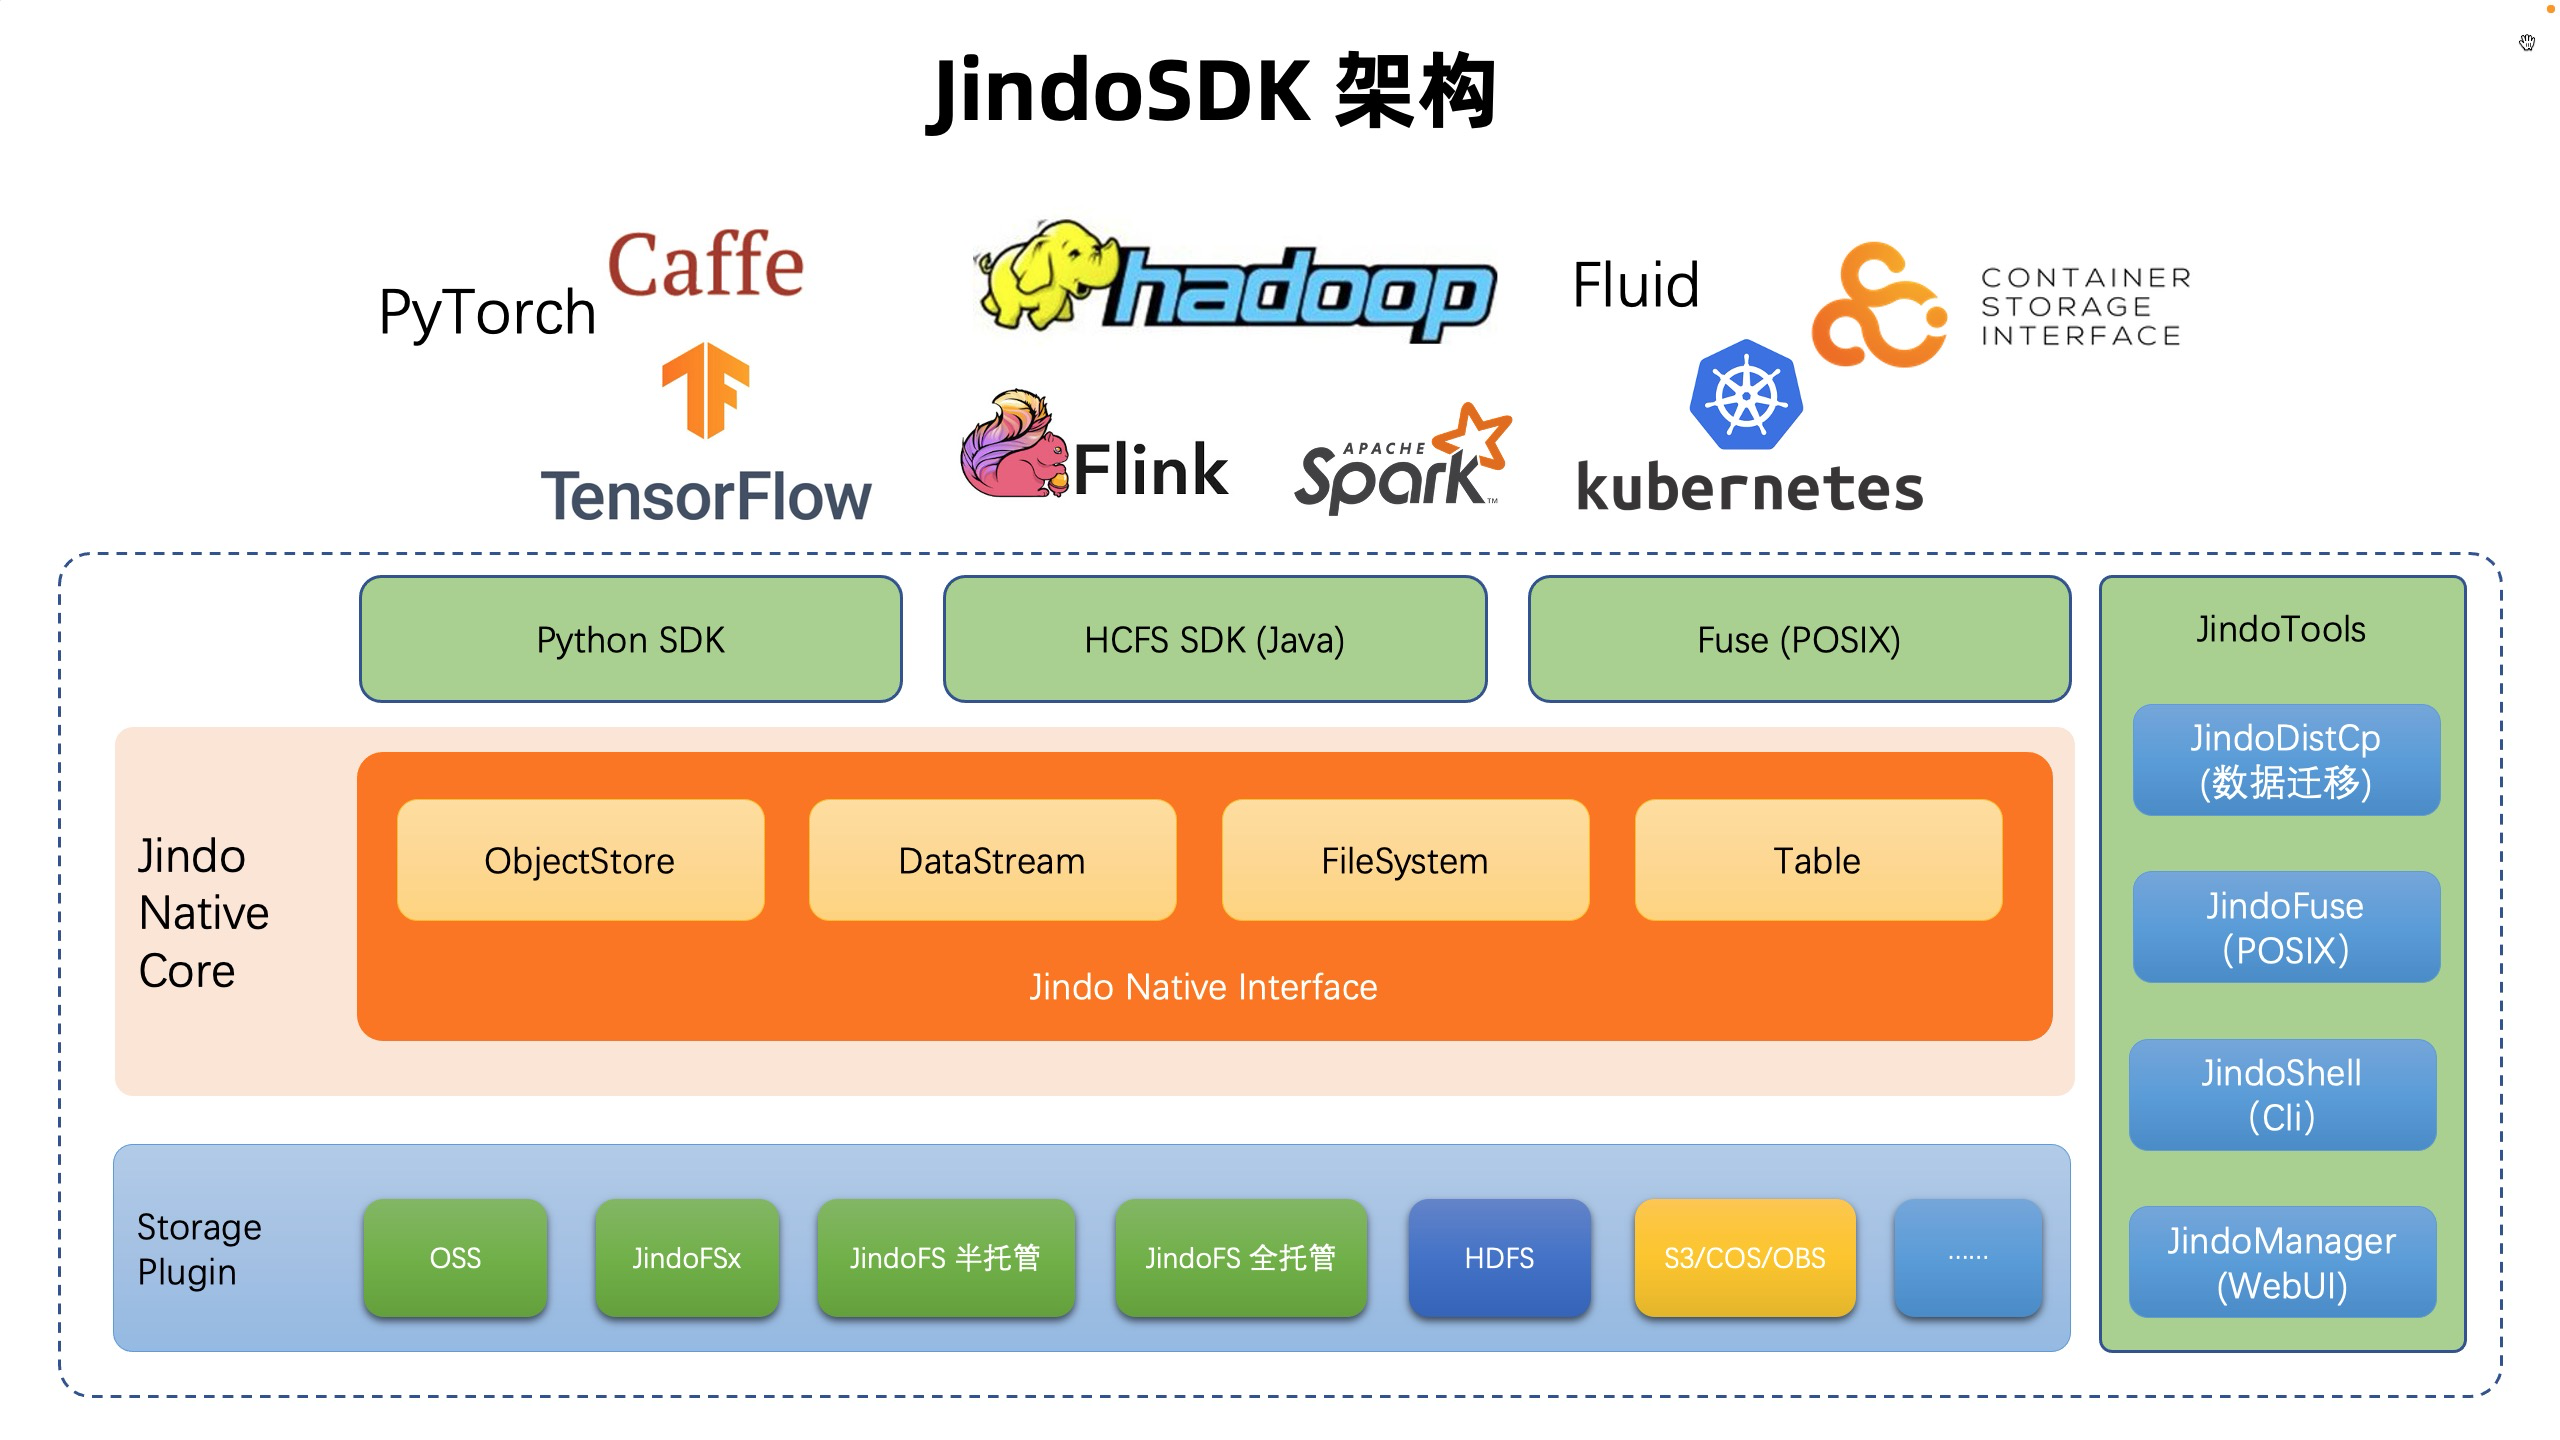 JindoSDK 架构
PyTorch
Caffe
TensorFlow
hadoop
Flink
APACHE
Spark™
Fluid
CONTAINER
STORAGE
INTERFACE
kubernetes
Python SDK
HCFS SDK (Java)
Fuse (POSIX)
Jindo
Native
Core
ObjectStore
DataStream
FileSystem
Table
Jindo Native Interface
Storage
Plugin
OSS
JindoFSx
JindoFS 半托管
JindoFS 全托管
HDFS
S3/COS/OBS
······
JindoTools
JindoDistCp
(数据迁移)
JindoFuse
（POSIX）
JindoShell
（Cli）
JindoManager
(WebUI)